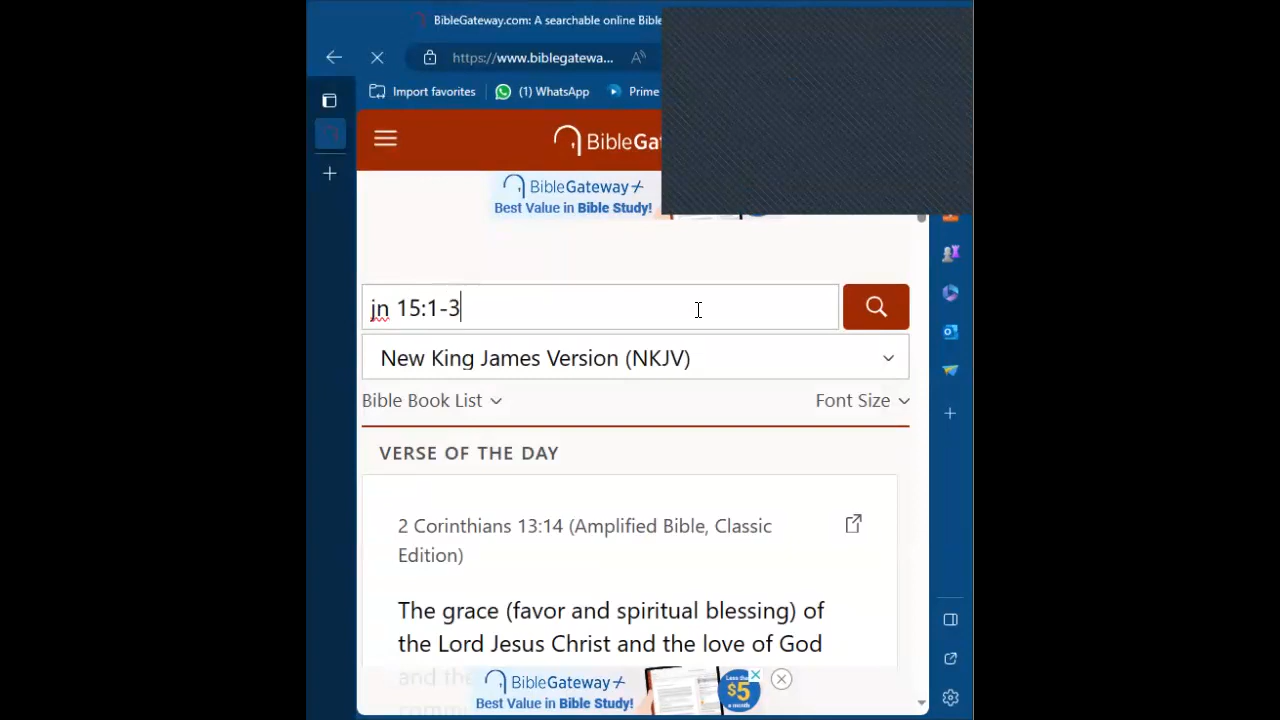 BibleGateway.com: A searchable online Bible
https://www.biblegatewa...
Import favorites
(1) WhatsApp
Prime
BibleGa
BibleGateway+
Best Value in Bible Study!
jn 15:1-3
New King James Version (NKJV)
Bible Book List
Font Size
VERSE OF THE DAY
2 Corinthians 13:14 (Amplified Bible, Classic
Edition)
The grace (favor and spiritual blessing) of
the Lord Jesus Christ and the love of God
and the
BibleGateway+
Best Value in Bible Study!
$5